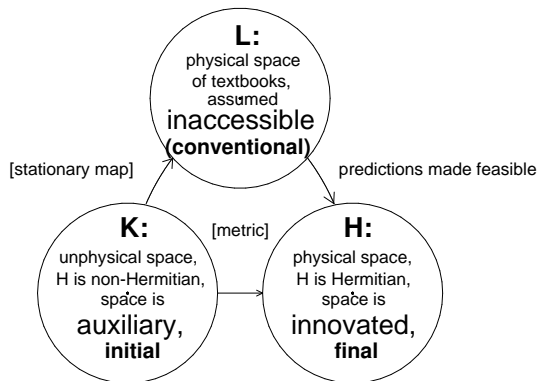 L:
physical space
of textbooks,
assumed
inaccessible
(conventional)
[stationary map]
predictions made feasible
K:
unphysical space,
H is non-Hermitian,
space is
auxiliary,
initial
[metric]
H:
physical space,
H is Hermitian,
space is
innovated,
final